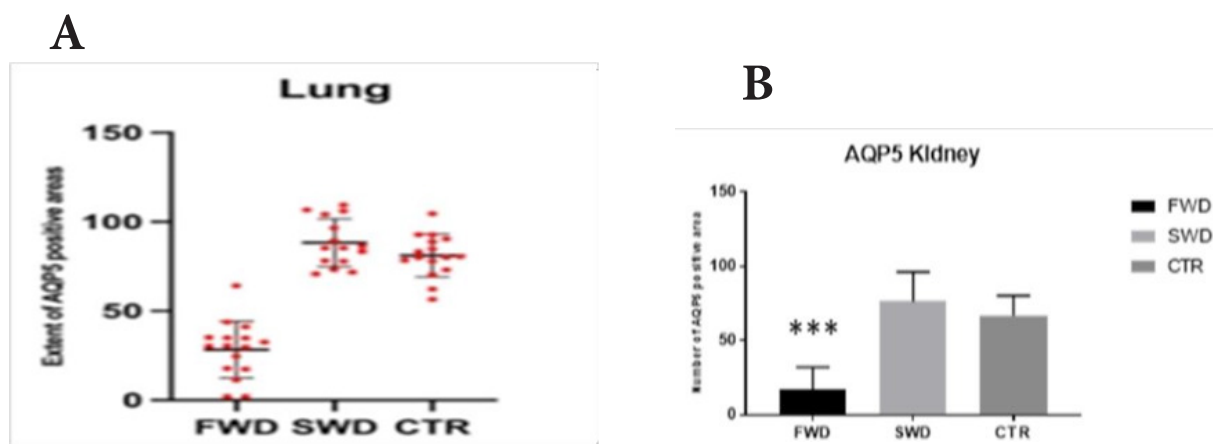 A
Lung
Extent of AQP5 positive areas
150
100
50
0
FWD SWD CTR
B
AQP5 Kidney
Number of AQP5 positive area
150
100
50
0
***
FWD SWD CTR
FWD
SWD
CTR